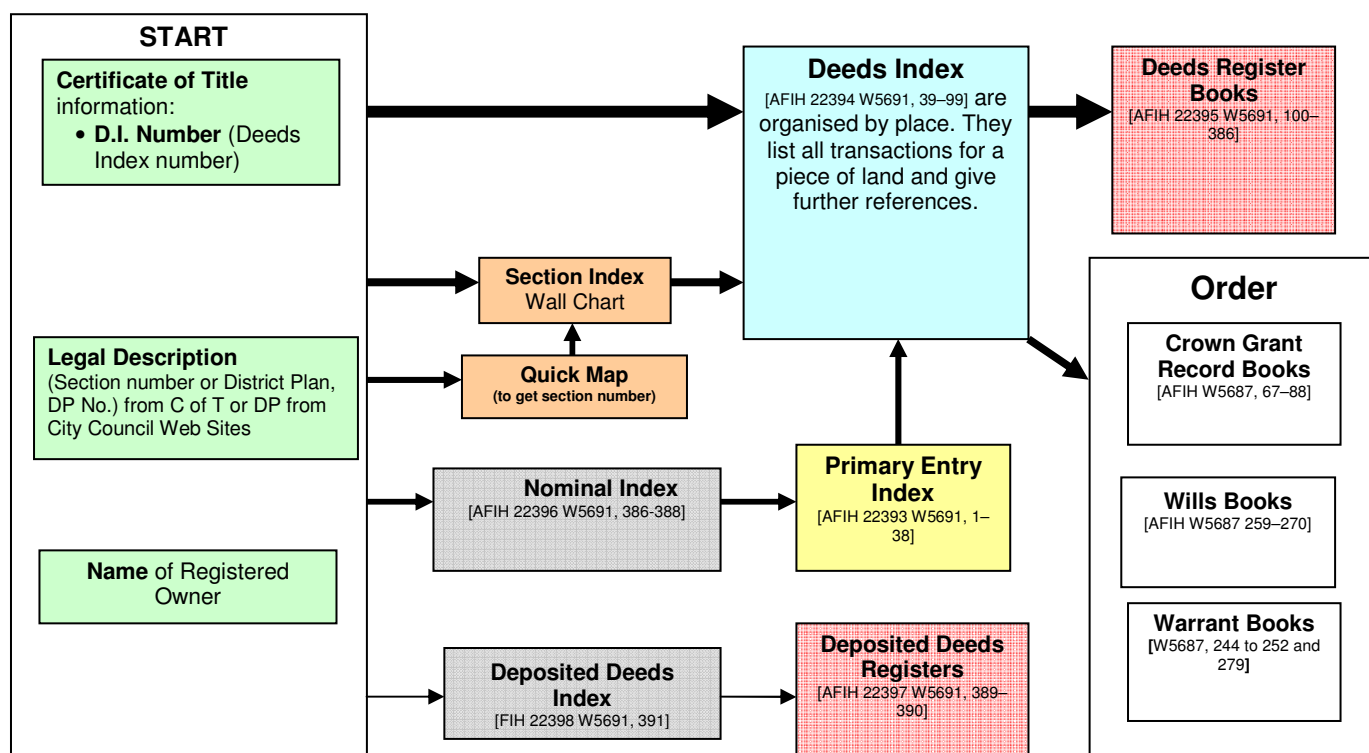 START
Certificate of Title
information:
• D.I. Number (Deeds
Index number)
Legal Description
(Section number or District Plan,
DP No.) from C of T or DP from
City Council Web Sites
Name of Registered
Owner
Section Index
Wall Chart
Quick Map
(to get section number)
Nominal Index
[AFIH 22396 W5691, 386-388]
Deposited Deeds
Index
[FIH 22398 W5691, 391]
Deeds Index
[AFIH 22394 W5691, 39–99] are
organised by place. They
list all transactions for a
piece of land and give
further references.
Primary Entry
Index
[AFIH 22393 W5691, 1–
38]
Deposited Deeds
Registers
[AFIH 22397 W5691, 389–
390]
Deeds Register
Books
[AFIH 22395 W5691, 100–
386]
Order
Crown Grant
Record Books
[AFIH W5687, 67–88]
Wills Books
[AFIH W5687 259–270]
Warrant Books
[W5687, 244 to 252 and
279]